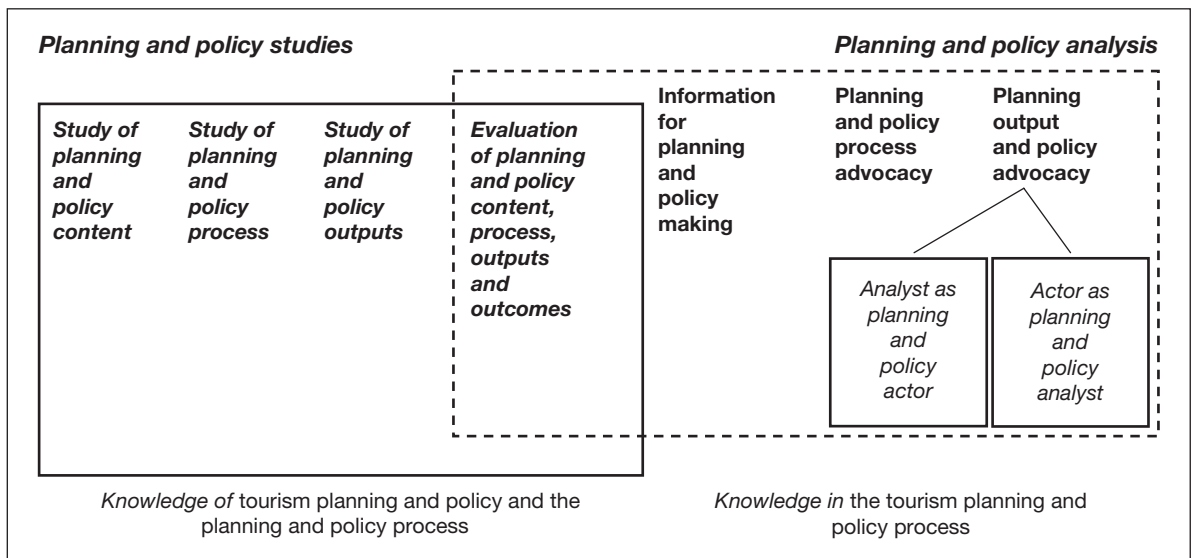 Planning and policy studies
Planning and policy analysis
Study of
planning
and
policy
content
Study of
planning
and
policy
process
Study of
planning
and
policy
outputs
Evaluation
of planning
and policy
content,
process,
outputs
and
outcomes
Information
for
planning
and
policy
making
Planning
and policy
process
advocacy
Planning
output
and policy
advocacy
Analyst as
planning
and
policy
actor
Actor as
planning
and
policy
analyst
Knowledge of tourism planning and policy and the
planning and policy process
Knowledge in the tourism planning and
policy process